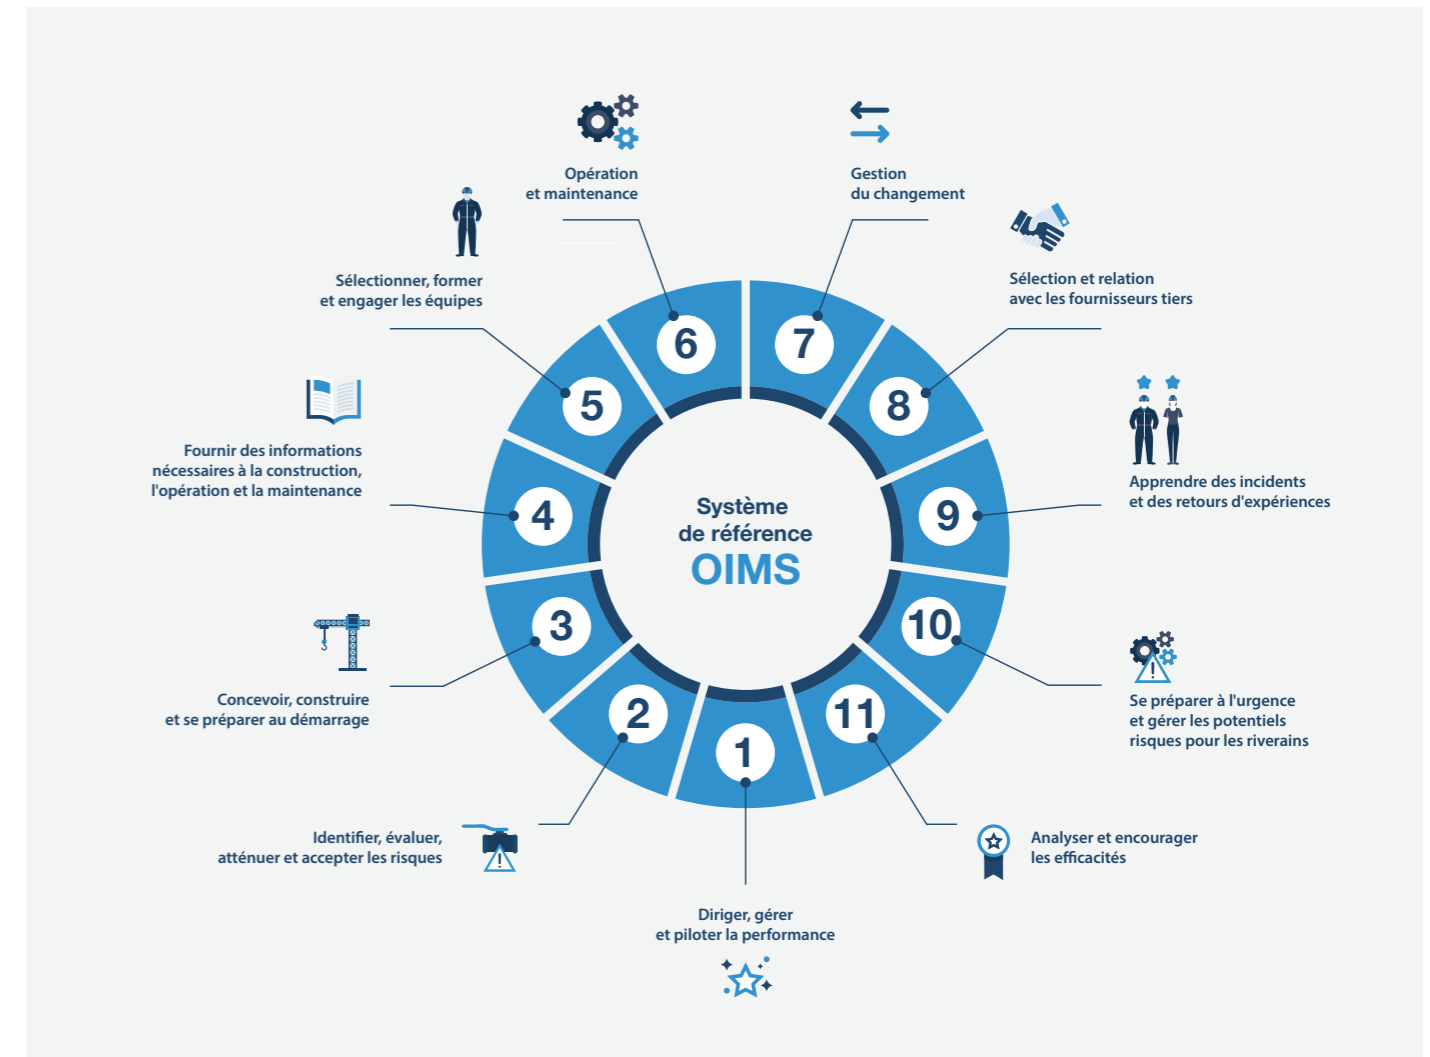 Opération
et maintenance
Gestion
du changement
Sélectionner, former
et engager les équipes
Sélection et relation
avec les fournisseurs tiers
Fournir des informations
nécessaires à la construction,
l'opération et la maintenance
Apprendre des incidents
et des retours d'expériences
6
7
5
8
4
9
3
10
2
11
1
Système
de référence
OIMS
Concevoir, construire
et se préparer au démarrage
Se préparer à l'urgence
et gérer les potentiels
risques pour les riverains
Identifier, évaluer,
atténuer et accepter les risques
Analyser et encourager
les efficacités
Diriger, gérer
et piloter la performance